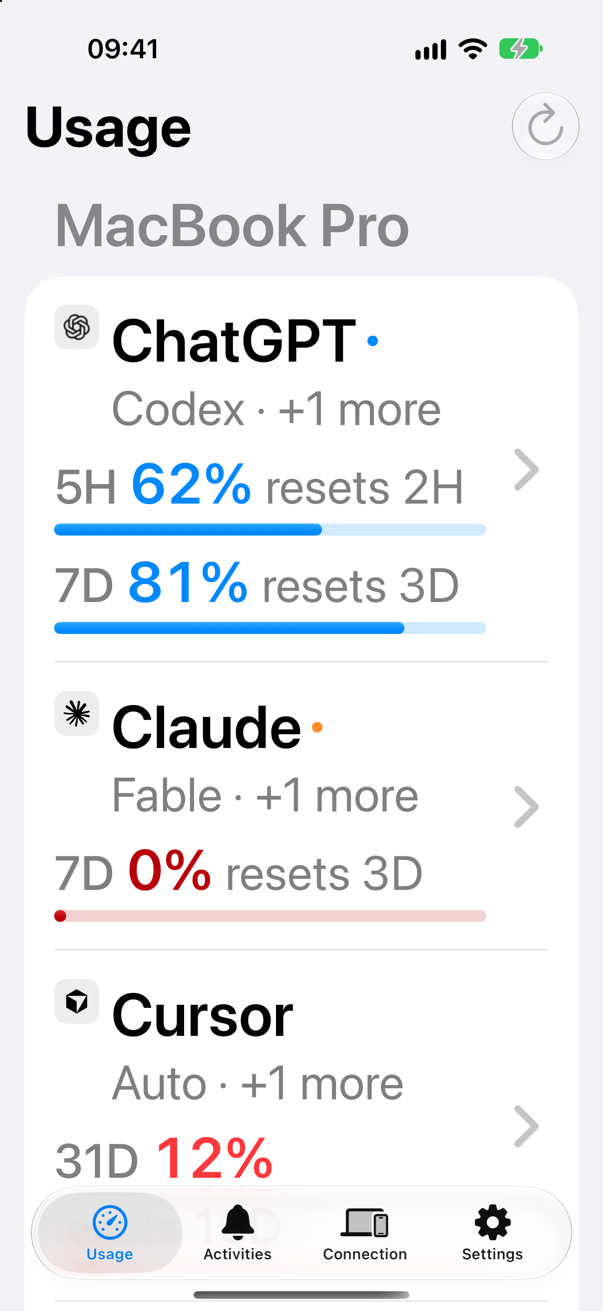 09:41
Usage
MacBook Pro
ChatGPT
Codex · +1 more
5H 62% resets 2H
7D 81% resets 3D
Claude
Fable · +1 more
7D 0% resets 3D
Cursor
Auto · +1 more
31D 12%
Usage
Activities
Connection
Settings